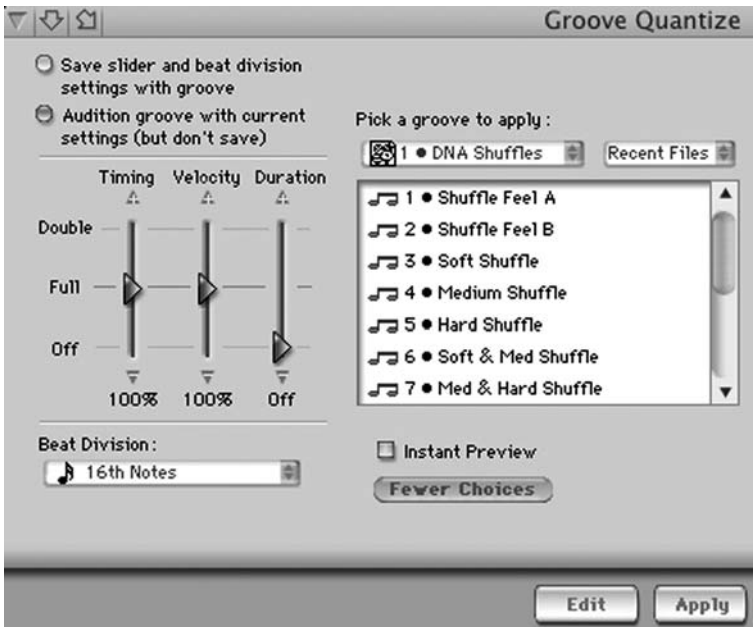 Groove Quantize
Save slider and beat division
settings with groove
Audition groove with current
settings (but don't save)
Timing Velocity Duration
Double
Full
Off
100% 100% Off
Beat Division:
16th Notes
Pick a groove to apply :
1 • DNA Shuffles
Recent Files
1 • Shuffle Feel A
2 • Shuffle Feel B
3 • Soft Shuffle
4 • Medium Shuffle
5 • Hard Shuffle
6 • Soft & Med Shuffle
7 • Med & Hard Shuffle
Instant Preview
Fewer Choices
Edit
Apply